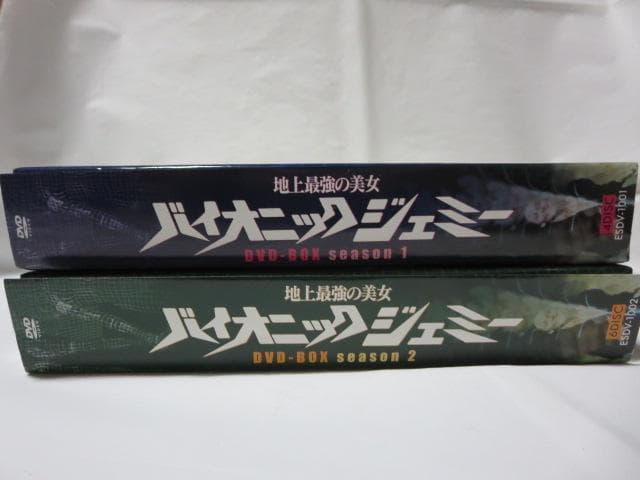 地上最強の美女
バイオニックジェミー
DVD-BOX season 1
DVD
4DISC
ESDV-1001
地上最強の美女
バイオニックジェミー
DVD-BOX season 2
DVD
6DISC
ESDV-1002